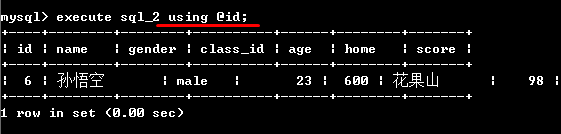 mysql> execute sql_2 using @id;
+----+--------+--------+----------+------+--------+-------+
| id | name | gender | class_id | age | home | score |
+----+--------+--------+----------+------+--------+-------+
| 6 | 孙悟空 | male | 23 | 600 | 花果山 | 98 |
+----+--------+--------+----------+------+--------+-------+
1 row in set (0.00 sec)